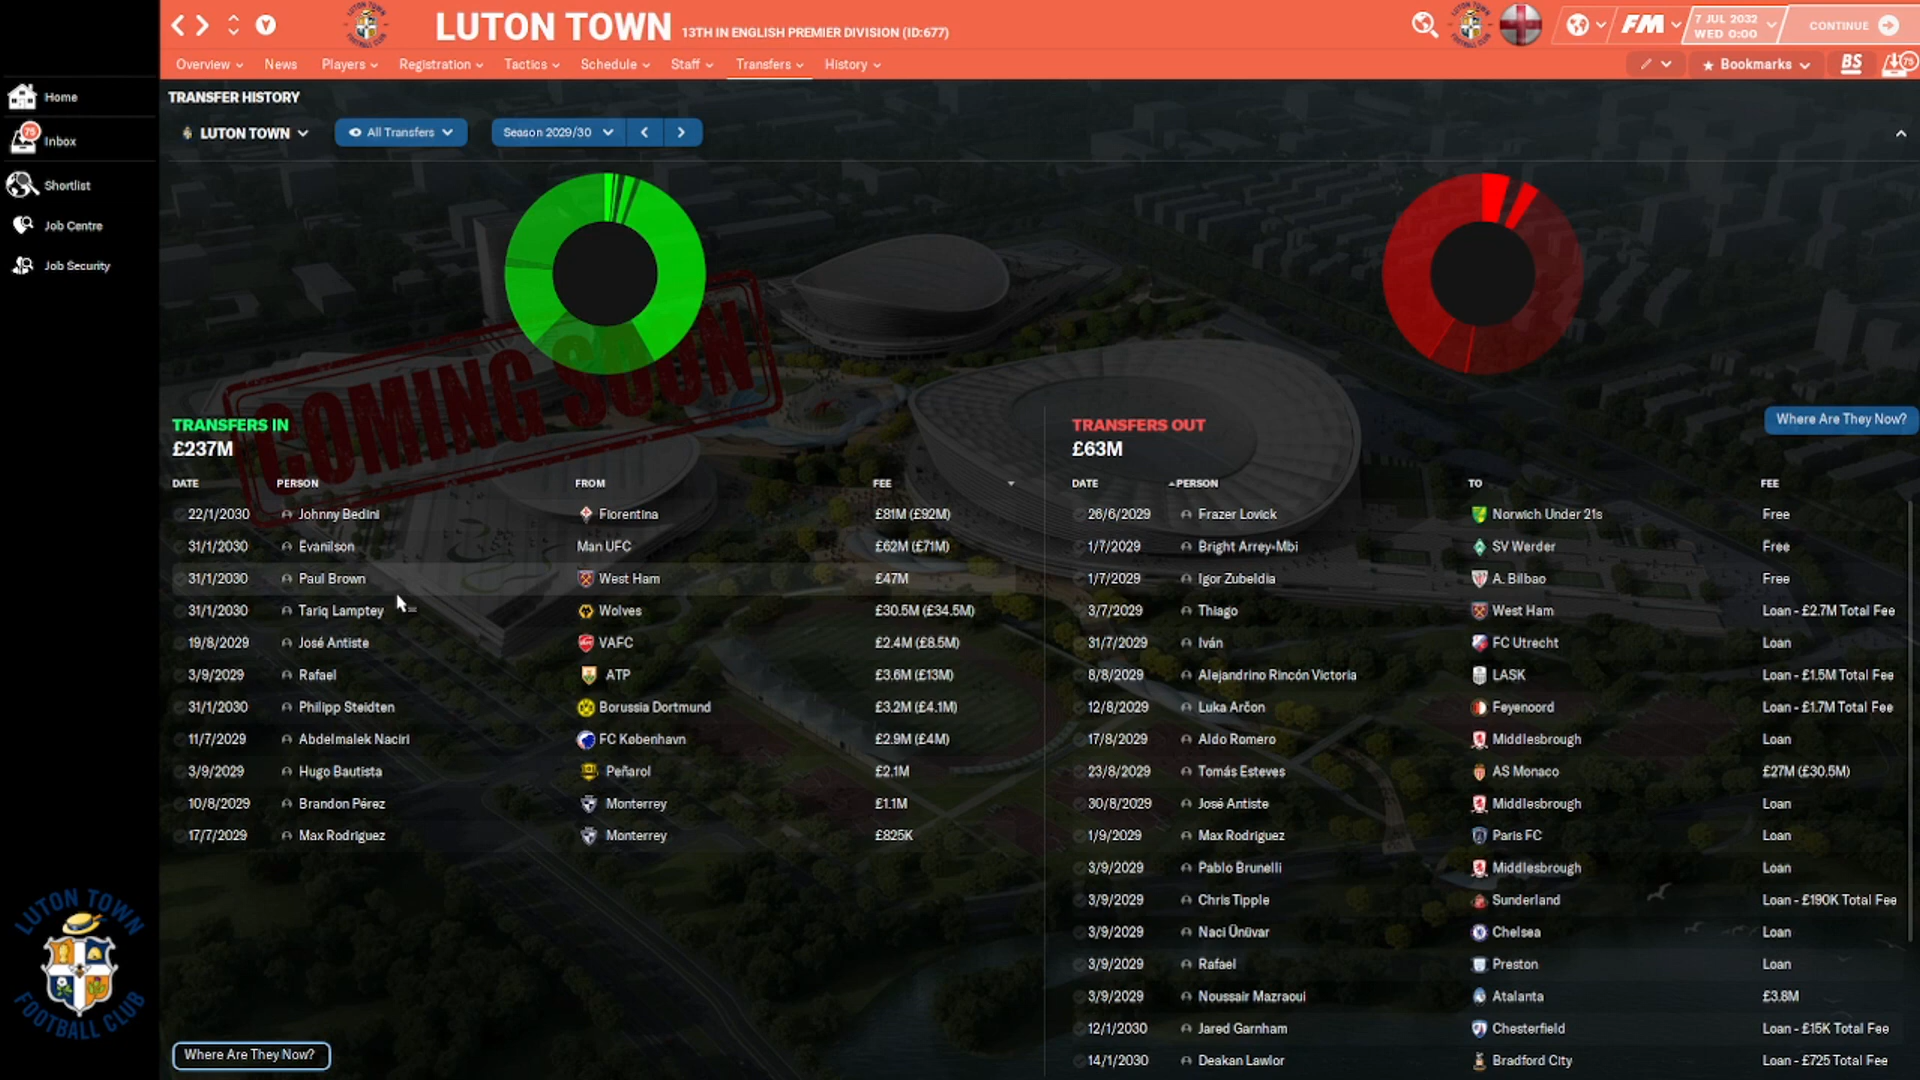 LUTON TOWN 13TH IN ENGLISH PREMIER DIVISION (ID:677)
FM 7 JUL 2032 WED 0:00 CONTINUE
Overview News Players Registration Tactics Schedule Staff Transfers History Bookmarks BS 75
Home
75 Inbox
Shortlist
Job Centre
Job Security
TRANSFER HISTORY
LUTON TOWN All Transfers Season 2029/30
COMING SOON
TRANSFERS IN
£237M
DATE PERSON FROM FEE
22/1/2030 Johnny Bedini Fiorentina £81M (£92M)
31/1/2030 Evanilson Man UFC £62M (£71M)
31/1/2030 Paul Brown West Ham £47M
31/1/2030 Tariq Lamptey Wolves £30.5M (£34.5M)
19/8/2029 José Antiste VAFC £2.4M (£8.5M)
3/9/2029 Rafael ATP £3.6M (£13M)
31/1/2030 Philipp Steidten Borussia Dortmund £3.2M (£4.1M)
11/7/2029 Abdelmalek Naciri FC København £2.9M (£4M)
3/9/2029 Hugo Bautista Peñarol £2.1M
10/8/2029 Brandon Pérez Monterrey £1.1M
17/7/2029 Max Rodríguez Monterrey £825K
Where Are They Now?
TRANSFERS OUT
£63M
Where Are They Now?
DATE PERSON TO FEE
26/6/2029 Frazer Lovick Norwich Under 21s Free
1/7/2029 Bright Arrey-Mbi SV Werder Free
1/7/2029 Igor Zubeldia A. Bilbao Free
3/7/2029 Thiago West Ham Loan - £2.7M Total Fee
31/7/2029 Iván FC Utrecht Loan
8/8/2029 Alejandrino Rincón Victoria LASK Loan - £1.5M Total Fee
12/8/2029 Luka Arčon Feyenoord Loan - £1.7M Total Fee
17/8/2029 Aldo Romero Middlesbrough Loan
23/8/2029 Tomás Esteves AS Monaco £27M (£30.5M)
30/8/2029 José Antiste Middlesbrough Loan
1/9/2029 Max Rodríguez Paris FC Loan
3/9/2029 Pablo Brunelli Middlesbrough Loan
3/9/2029 Chris Tipple Sunderland Loan - £190K Total Fee
3/9/2029 Naci Ünüvar Chelsea Loan
3/9/2029 Rafael Preston Loan
3/9/2029 Noussair Mazraoui Atalanta £3.8M
12/1/2030 Jared Garnham Chesterfield Loan - £15K Total Fee
14/1/2030 Deakan Lawlor Bradford City Loan - £725 Total Fee
LUTON TOWN
FOOTBALL CLUB